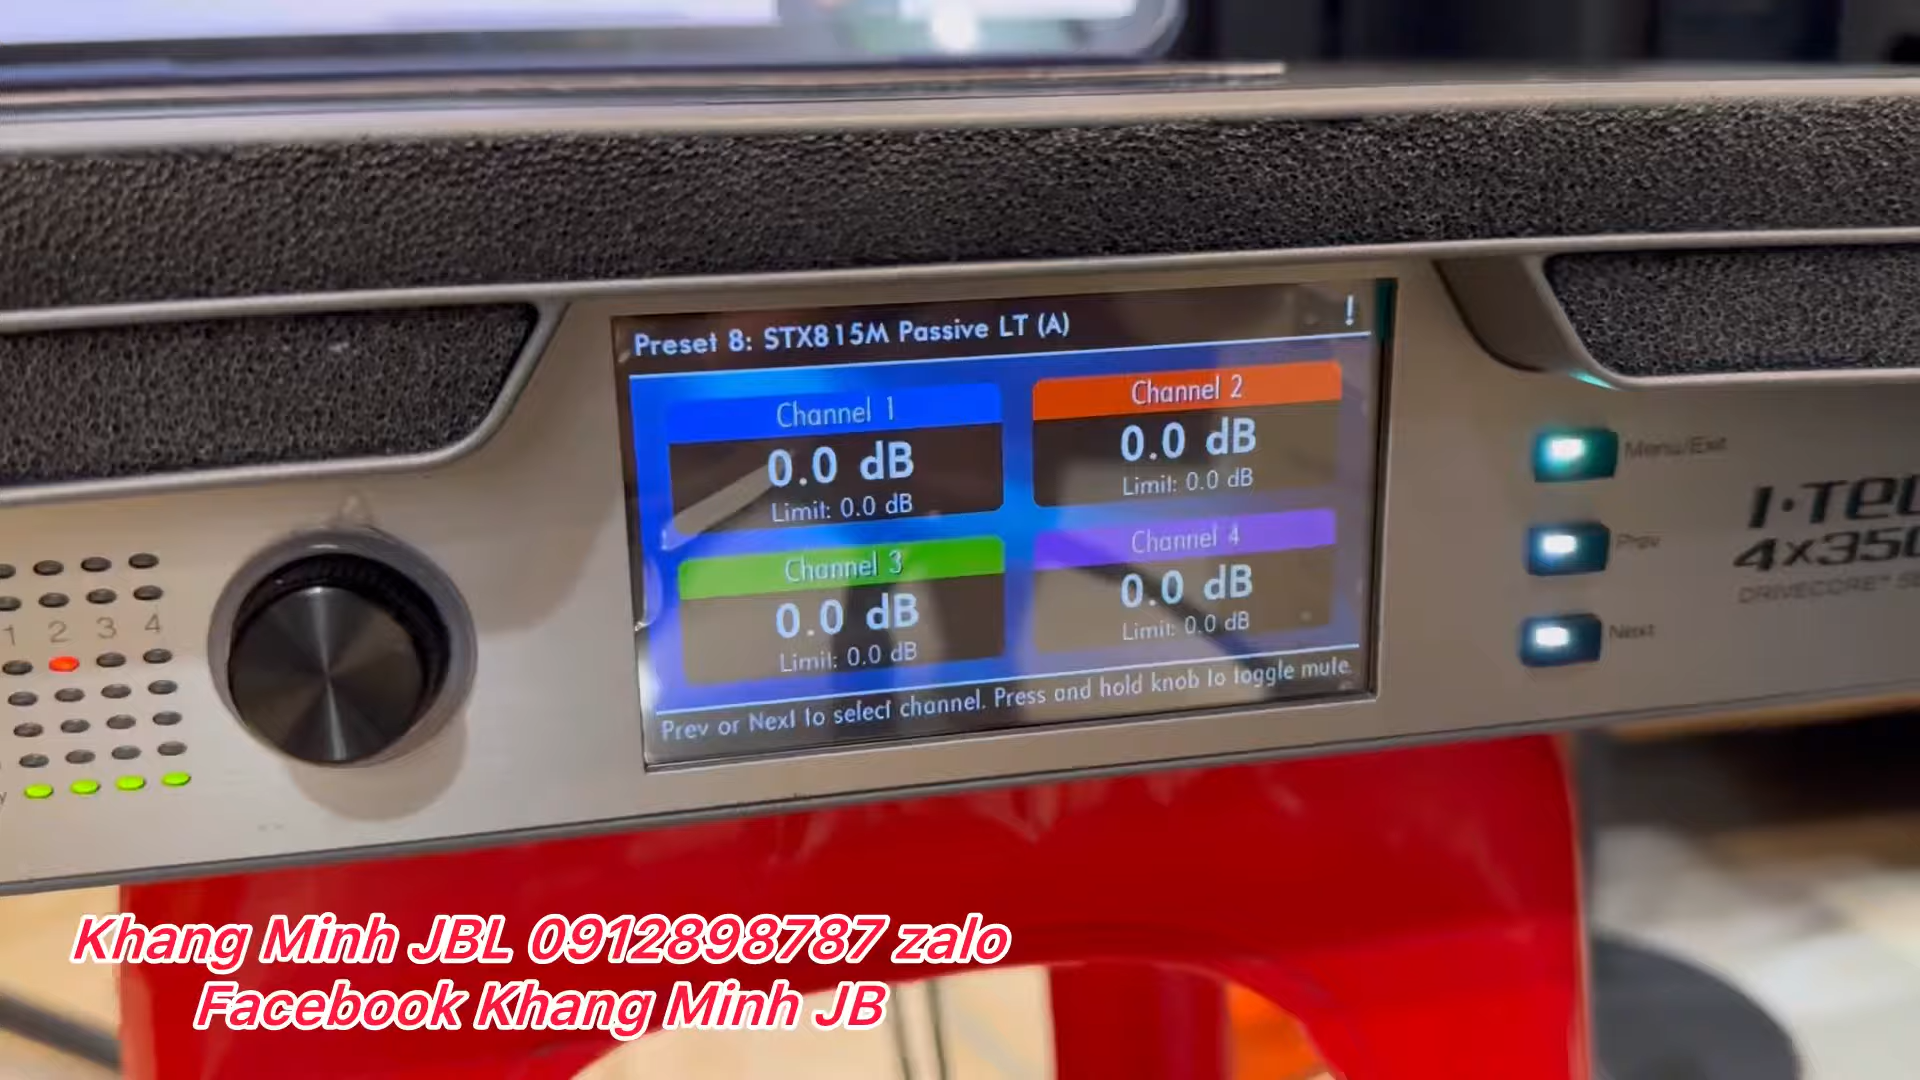 Preset 8: STX815M Passive LT (A) !
Channel 1
0.0 dB
Limit: 0.0 dB
Channel 2
0.0 dB
Limit: 0.0 dB
Channel 3
0.0 dB
Limit: 0.0 dB
Channel 4
0.0 dB
Limit: 0.0 dB
Prev or Next to select channel. Press and hold knob to toggle mute.
Menu/Exit
Prev
Next
4x350
DRIVECORE™
1 2 3 4
Khang Minh JBL 0912898787 zalo
Facebook Khang Minh JB